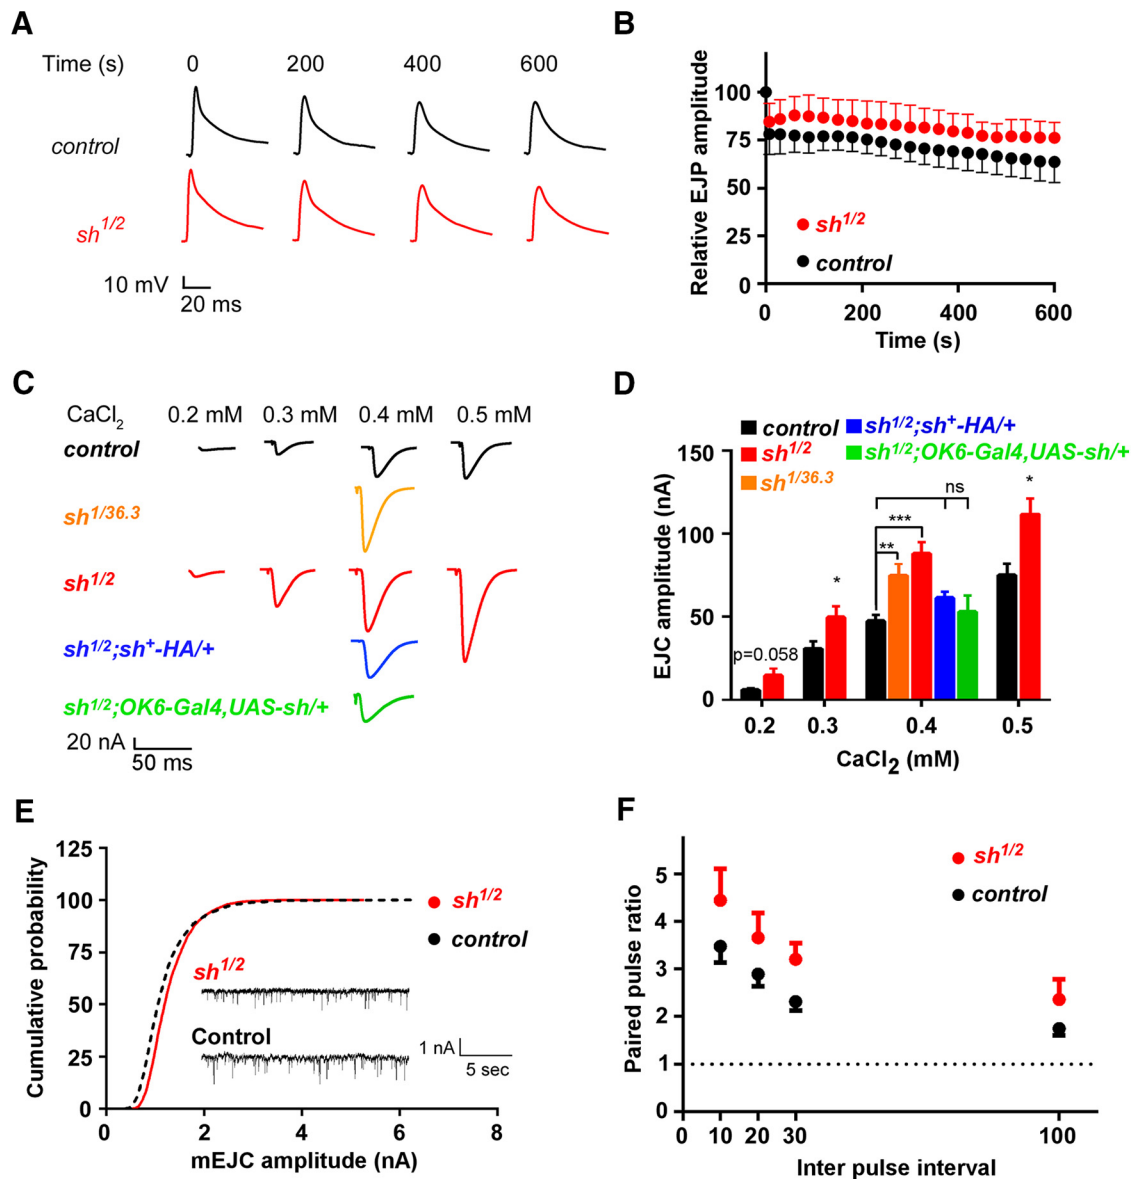 A
Time (s) 0 200 400 600
control
sh1/2
10 mV
20 ms
B
Relative EJP amplitude
100
75
50
25
0
sh1/2
control
0 200 400 600
Time (s)
C
CaCl2 0.2 mM 0.3 mM 0.4 mM 0.5 mM
control
sh1/36.3
sh1/2
sh1/2;sh+-HA/+
sh1/2;OK6-Gal4,UAS-sh/+
20 nA
50 ms
D
control
sh1/2
sh1/36.3
sh1/2;sh+-HA/+
sh1/2;OK6-Gal4,UAS-sh/+
EJC amplitude (nA)
150
100
50
0
p=0.058
*
**
***
ns
*
0.2 0.3 0.4 0.5
CaCl2 (mM)
E
Cumulative probability
125
100
75
50
25
0
sh1/2
control
sh1/2
Control
1 nA
5 sec
0 2 4 6 8
mEJC amplitude (nA)
F
Paired pulse ratio
5
4
3
2
1
0
sh1/2
control
0 10 20 30 100
Inter pulse interval